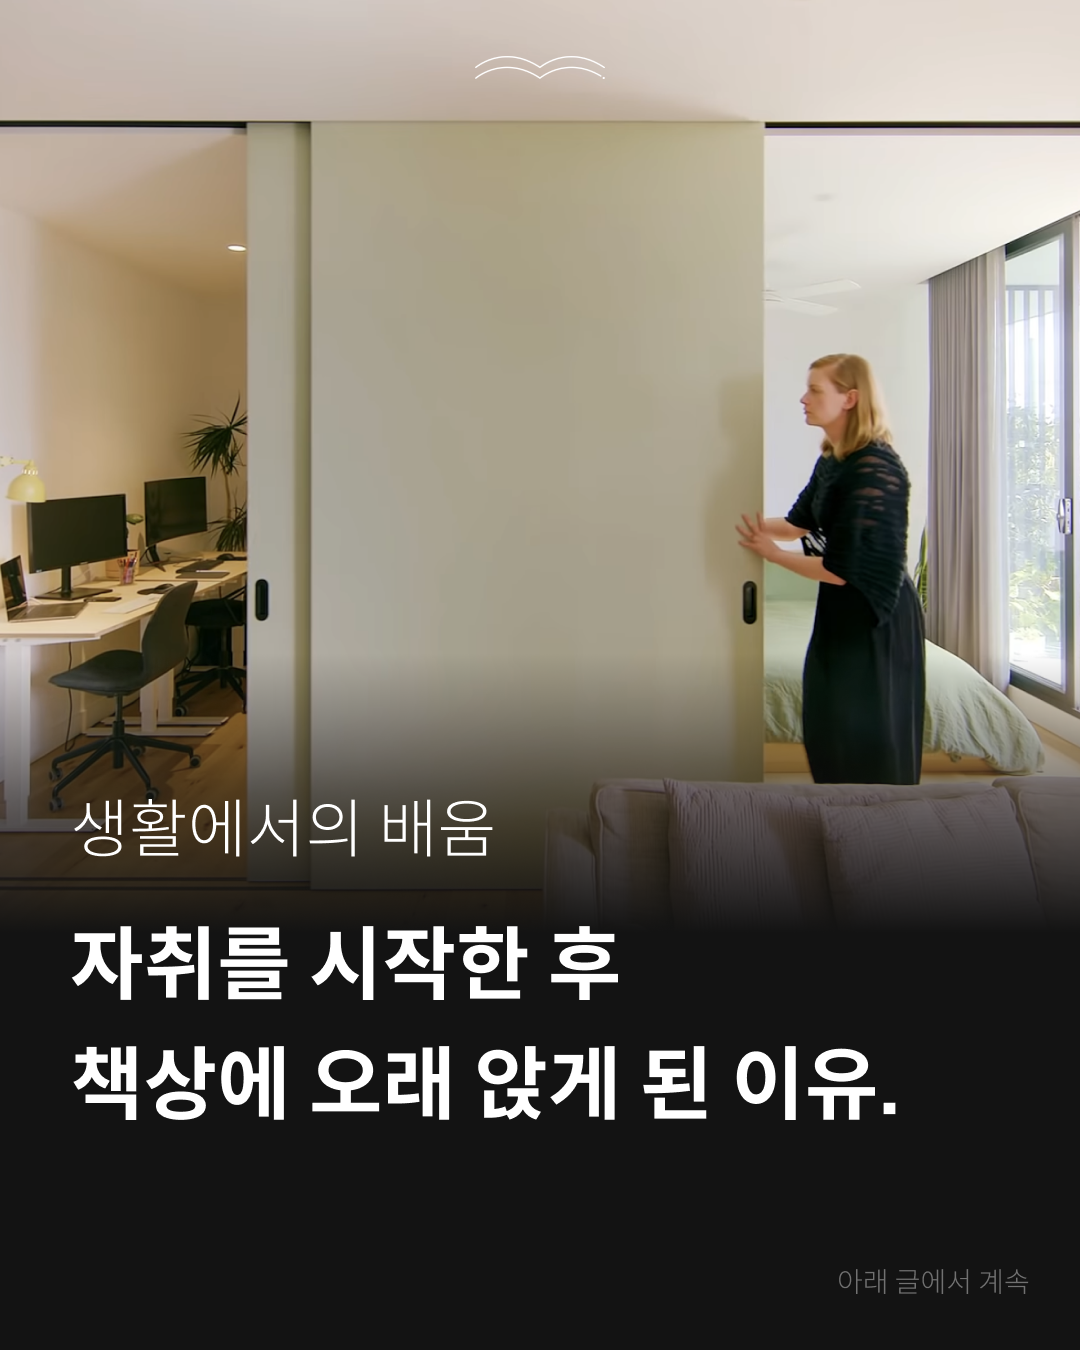 생활에서의 배움
자취를 시작한 후
책상에 오래 앉게 된 이유.
아래 글에서 계속